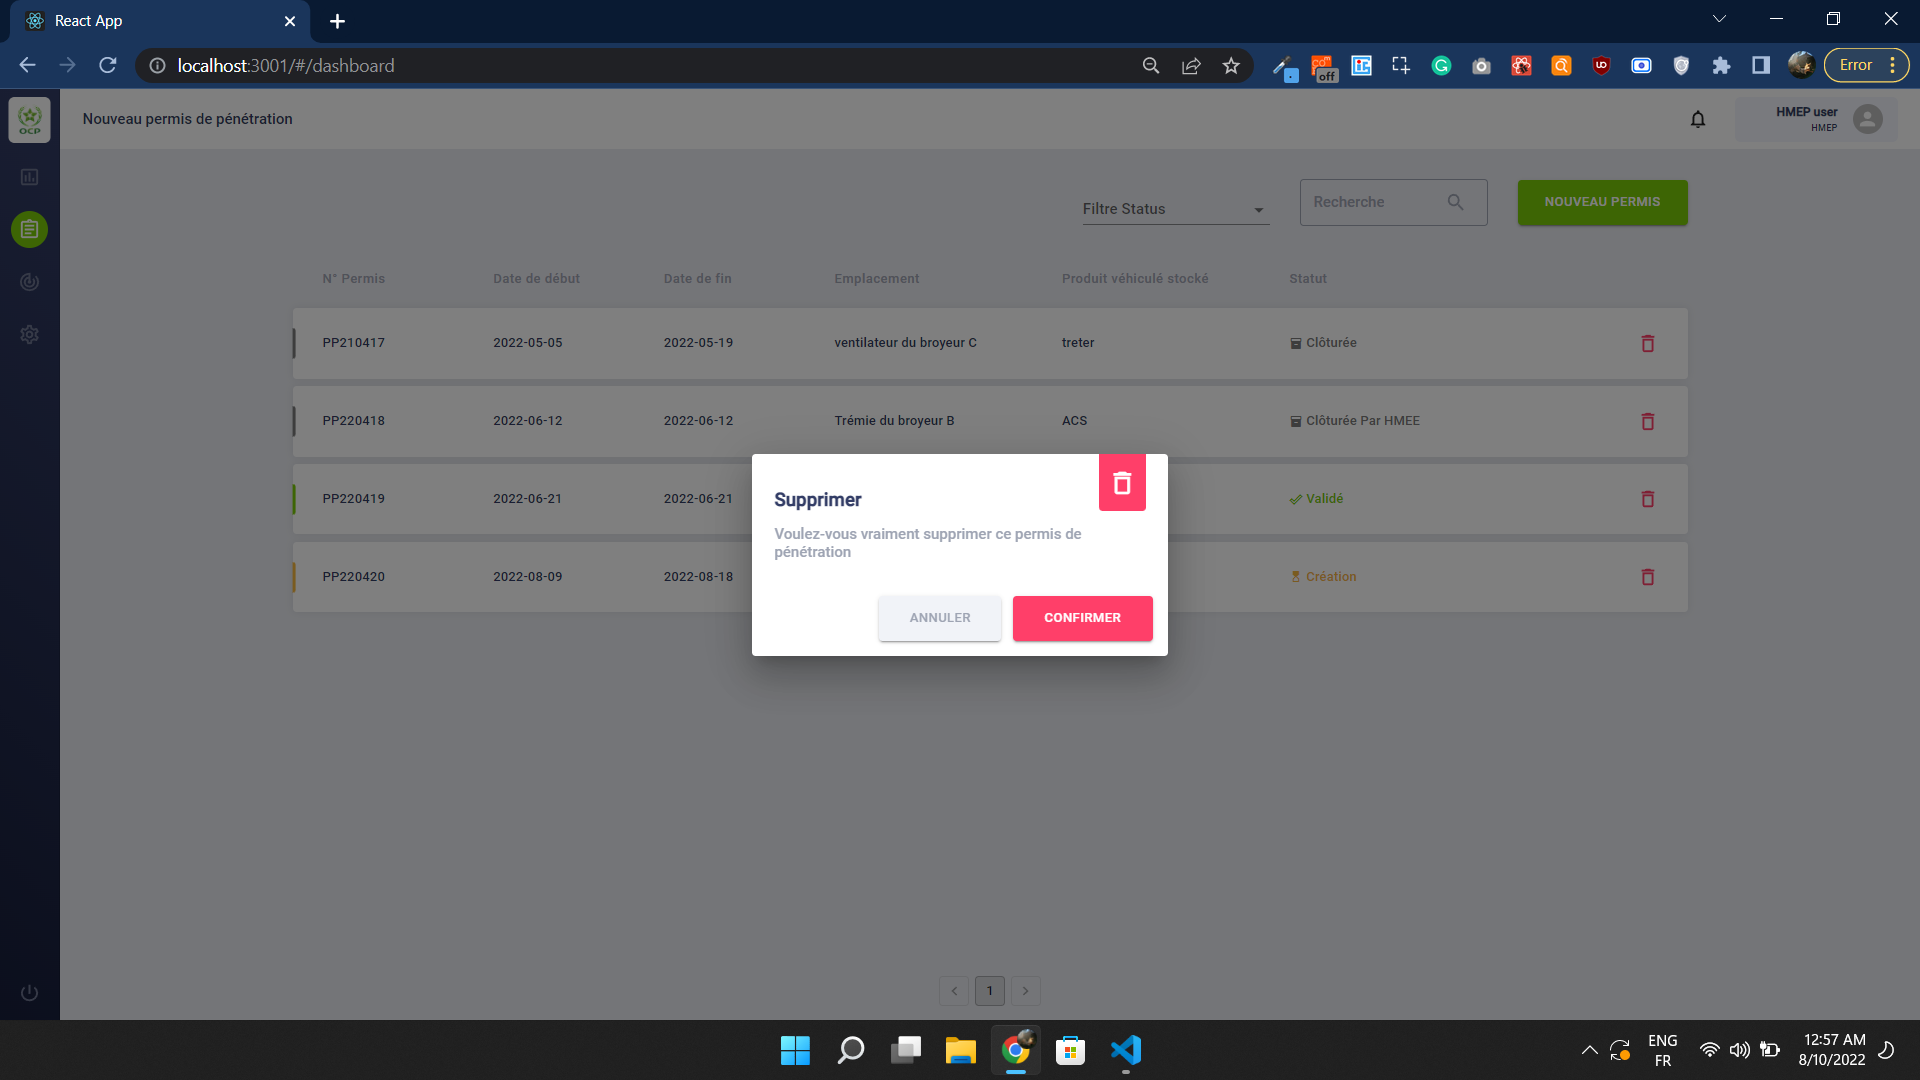 React App
localhost:3001/#/dashboard
off
Error
OCP
Nouveau permis de pénétration
HMEP user
HMEP
Filtre Status
Recherche
NOUVEAU PERMIS
N° Permis Date de début Date de fin Emplacement Produit véhiculé stocké Statut
PP210417 2022-05-05 2022-05-19 ventilateur du broyeur C treter Clôturée
PP220418 2022-06-12 2022-06-12 Trémie du broyeur B ACS Clôturée Par HMEE
PP220419 2022-06-21 2022-06-21 Validé
PP220420 2022-08-09 2022-08-18 Création
Supprimer
Voulez-vous vraiment supprimer ce permis de
pénétration
ANNULER CONFIRMER
1
ENG
FR
12:57 AM
8/10/2022